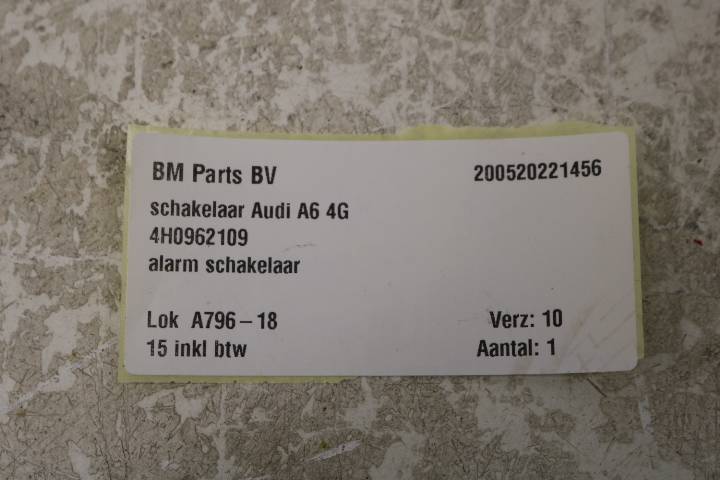 BM Parts BV 200520221456
schakelaar Audi A6 4G
4H0962109
alarm schakelaar
Lok A796-18 Verz: 10
15 inkl btw Aantal: 1